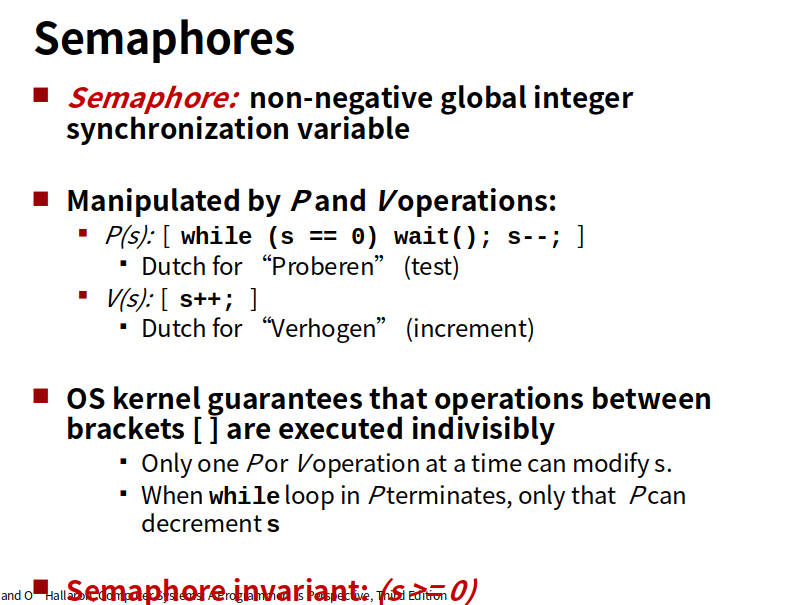 Semaphores
Semaphore: non-negative global integer
synchronization variable
Manipulated by P and V operations:
P(s): [ while (s == 0) wait(); s--; ]
Dutch for “Proberen” (test)
V(s): [ s++; ]
Dutch for “Verhogen” (increment)
OS kernel guarantees that operations between
brackets [ ] are executed indivisibly
Only one P or V operation at a time can modify s.
When while loop in P terminates, only that P can
decrement s
Semaphore invariant: (s >= 0)
and O Hallaron, Computer Systems: A Programmer s Perspective, Third Edition